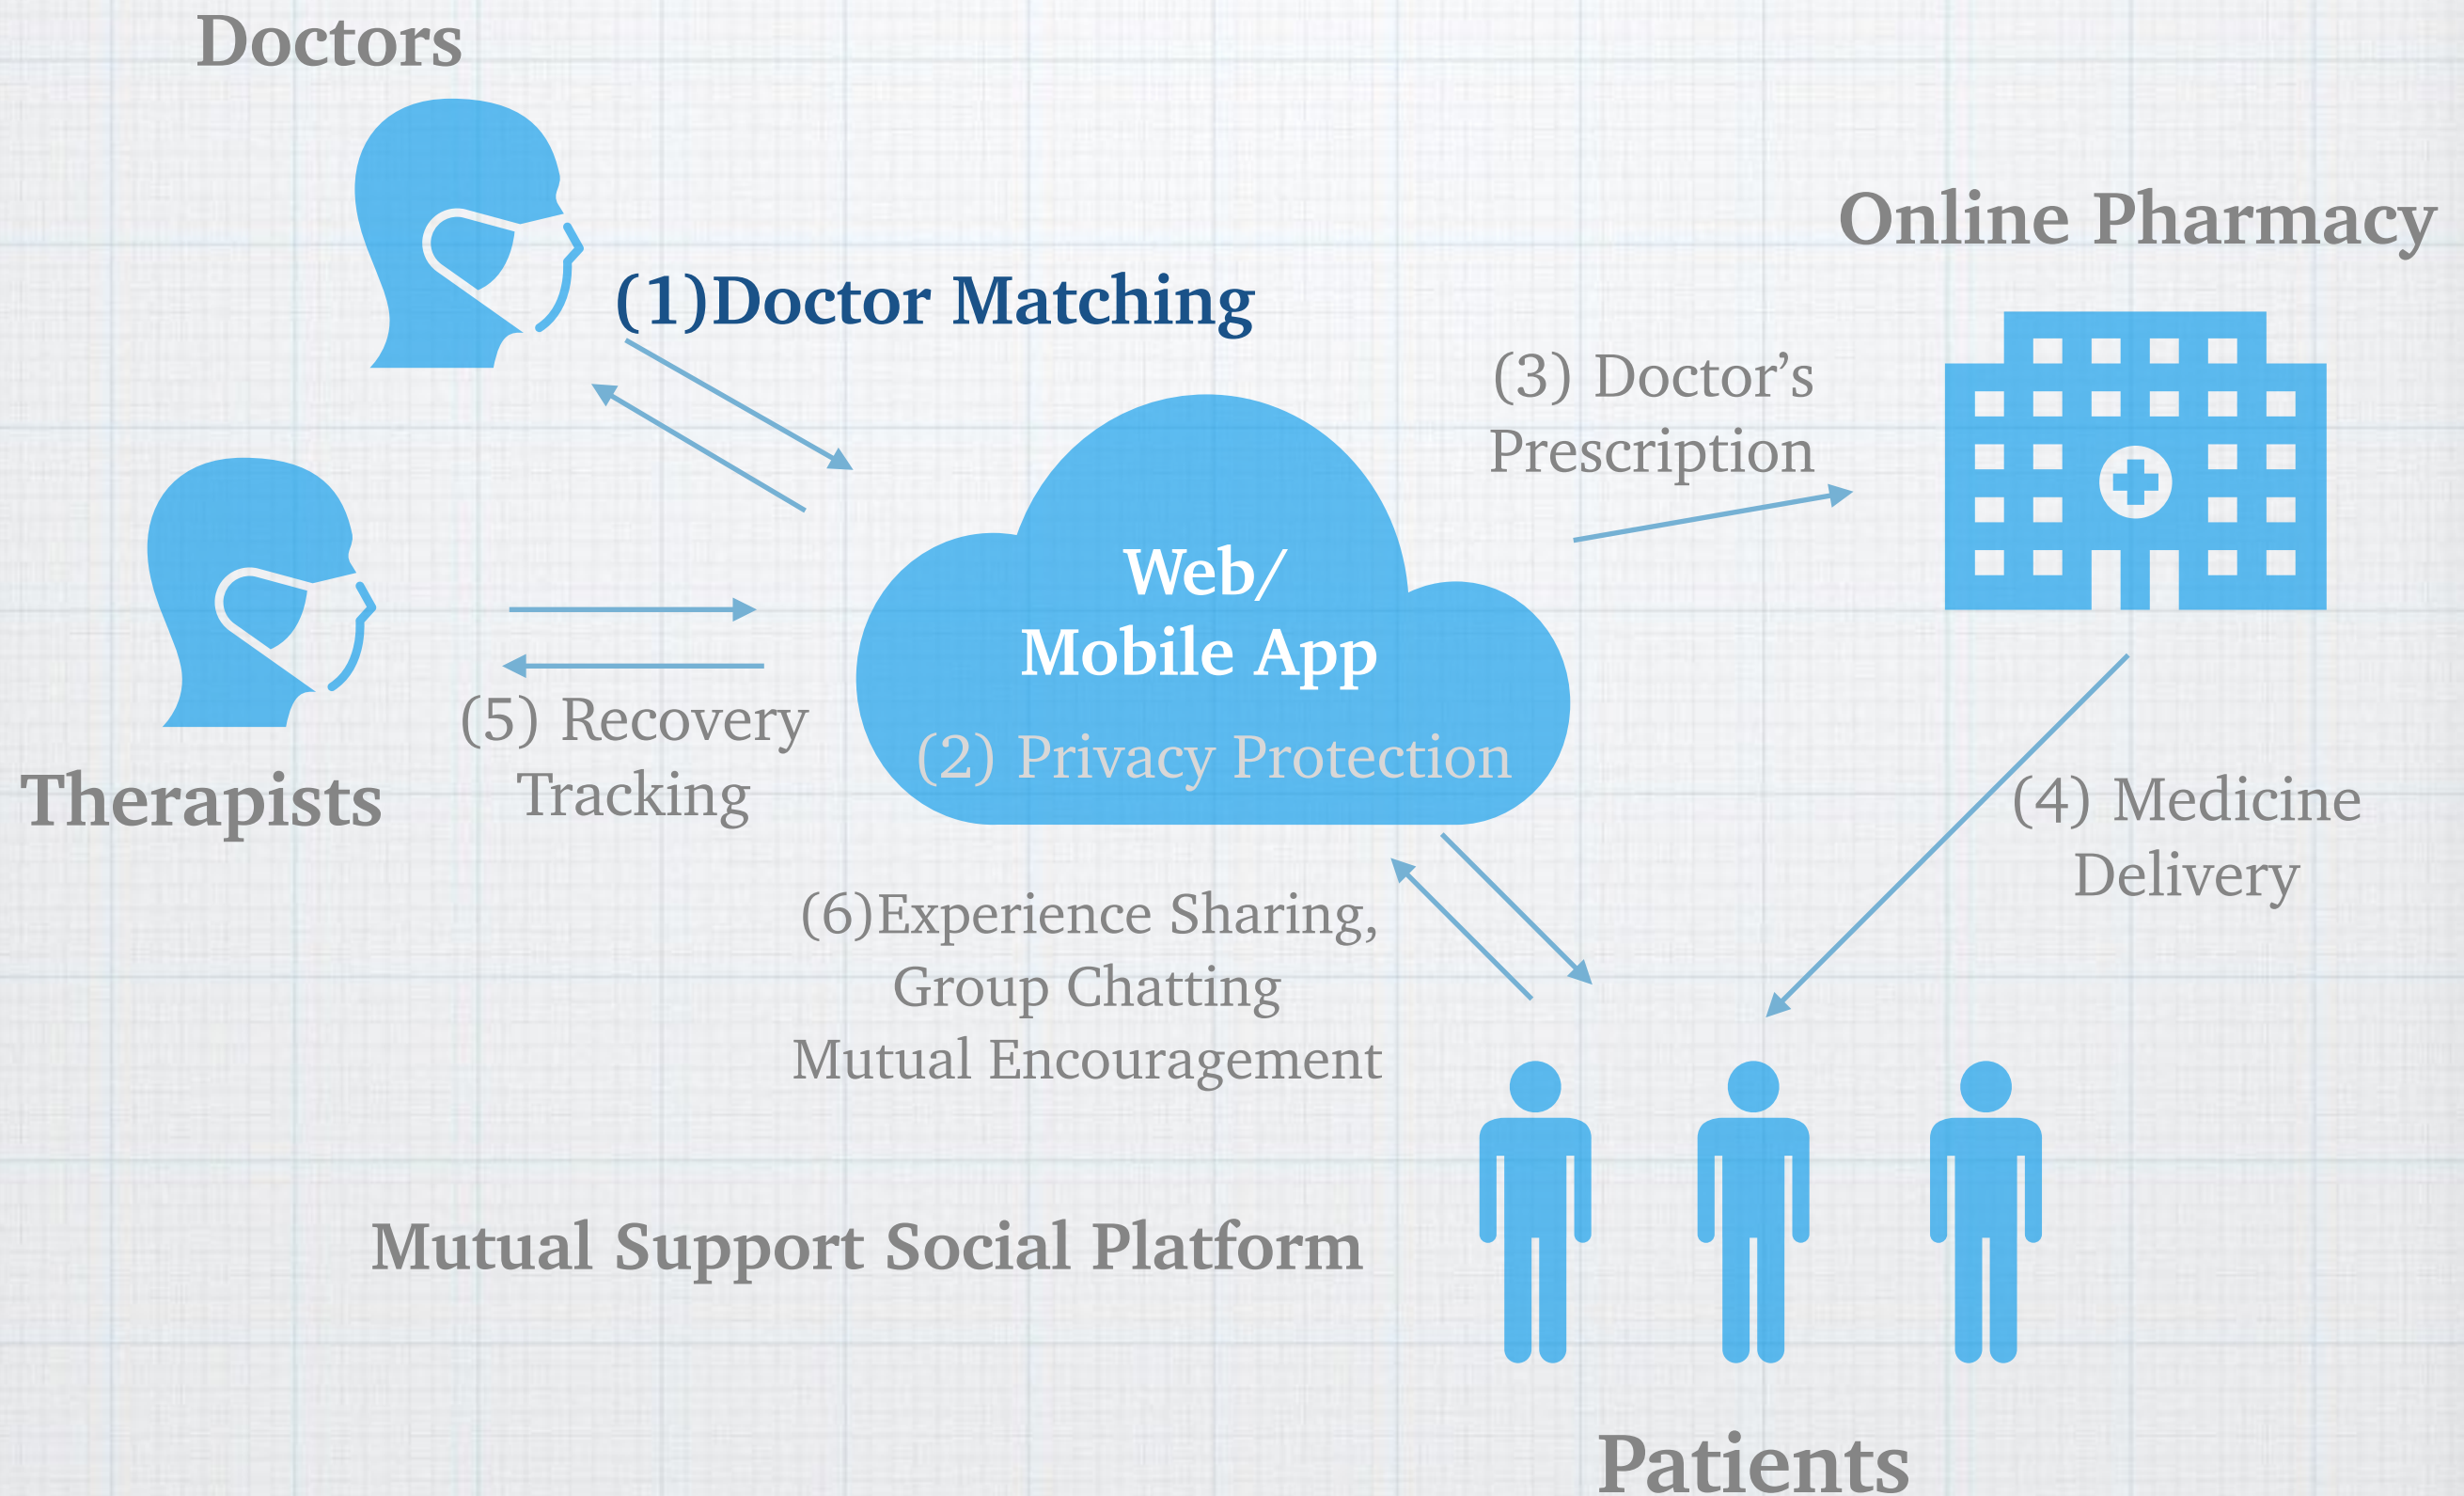 Doctors
Online Pharmacy
(1)Doctor Matching
(3) Doctor’s
Prescription
Web/
Mobile App
(2) Privacy Protection
(5) Recovery
Tracking
Therapists
(4) Medicine
Delivery
(6)Experience Sharing,
Group Chatting
Mutual Encouragement
Mutual Support Social Platform
Patients